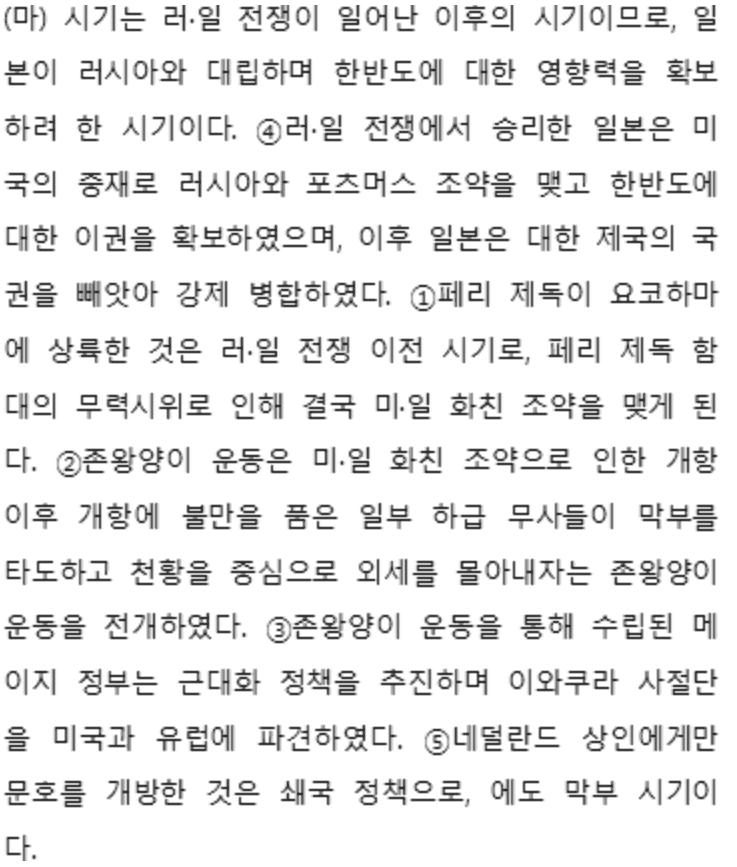 (마) 시기는 러·일 전쟁이 일어난 이후의 시기이므로, 일
본이 러시아와 대립하며 한반도에 대한 영향력을 확보
하려 한 시기이다. ④러·일 전쟁에서 승리한 일본은 미
국의 중재로 러시아와 포츠머스 조약을 맺고 한반도에
대한 이권을 확보하였으며, 이후 일본은 대한 제국의 국
권을 빼앗아 강제 병합하였다. ①페리 제독이 요코하마
에 상륙한 것은 러·일 전쟁 이전 시기로, 페리 제독 함
대의 무력시위로 인해 결국 미·일 화친 조약을 맺게 된
다. ②존왕양이 운동은 미·일 화친 조약으로 인한 개항
이후 개항에 불만을 품은 일부 하급 무사들이 막부를
타도하고 천황을 중심으로 외세를 몰아내자는 존왕양이
운동을 전개하였다. ③존왕양이 운동을 통해 수립된 메
이지 정부는 근대화 정책을 추진하며 이와쿠라 사절단
을 미국과 유럽에 파견하였다. ⑤네덜란드 상인에게만
문호를 개방한 것은 쇄국 정책으로, 에도 막부 시기이
다.